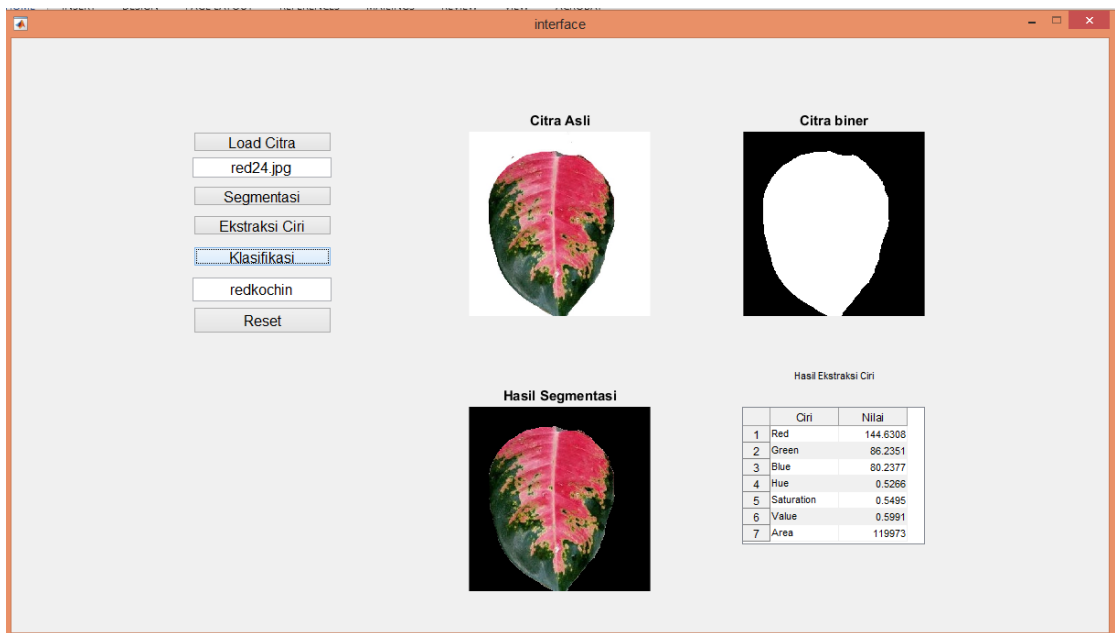 interface
Load Citra
red24.jpg
Segmentasi
Ekstraksi Ciri
Klasifikasi
redkochin
Reset
Citra Asli
Citra biner
Hasil Segmentasi
Hasil Ekstraksi Ciri
Ciri Nilai
1 Red 144.6308
2 Green 86.2351
3 Blue 80.2377
4 Hue 0.5266
5 Saturation 0.5495
6 Value 0.5991
7 Area 119973